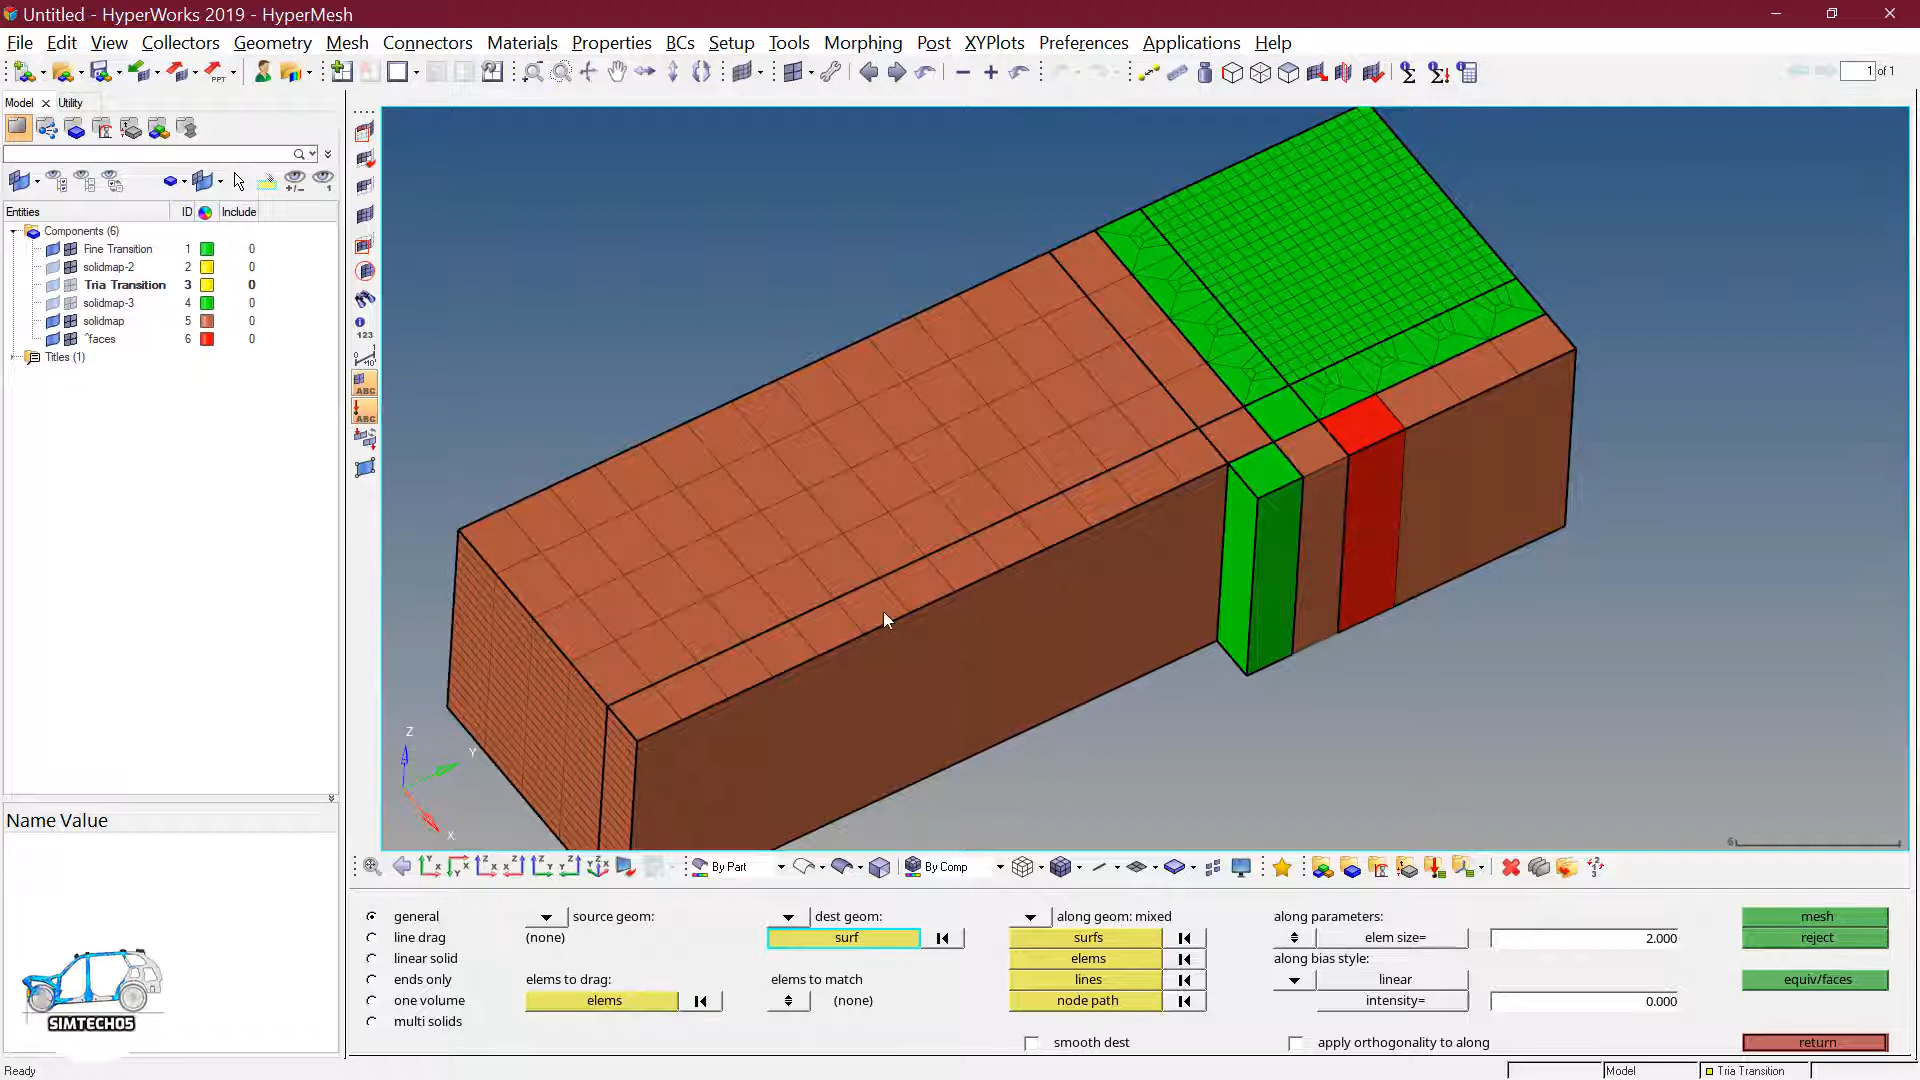 Untitled - HyperWorks 2019 - HyperMesh
File Edit View Collectors Geometry Mesh Connectors Materials Properties BCs Setup Tools Morphing Post XYPlots Preferences Applications Help
1 of 1
Model Utility
Entities ID Include
Components (6)
Fine Transition 1 0
solidmap-2 2 0
Tria Transition 3 0
solidmap-3 4 0
solidmap 5 0
^faces 6 0
Titles (1)
123
ABC
ABC
Z
Y
X
6
Name Value
By Part
By Comp
general
line drag
linear solid
ends only
one volume
multi solids
source geom:
(none)
elems to drag:
elems
dest geom:
surf
elems to match
(none)
along geom: mixed
surfs
elems
lines
node path
smooth dest
along parameters:
elem size= 2.000
along bias style:
linear
intensity= 0.000
apply orthogonality to along
mesh
reject
equiv/faces
return
SIMTECH05
Ready
Model
Tria Transition